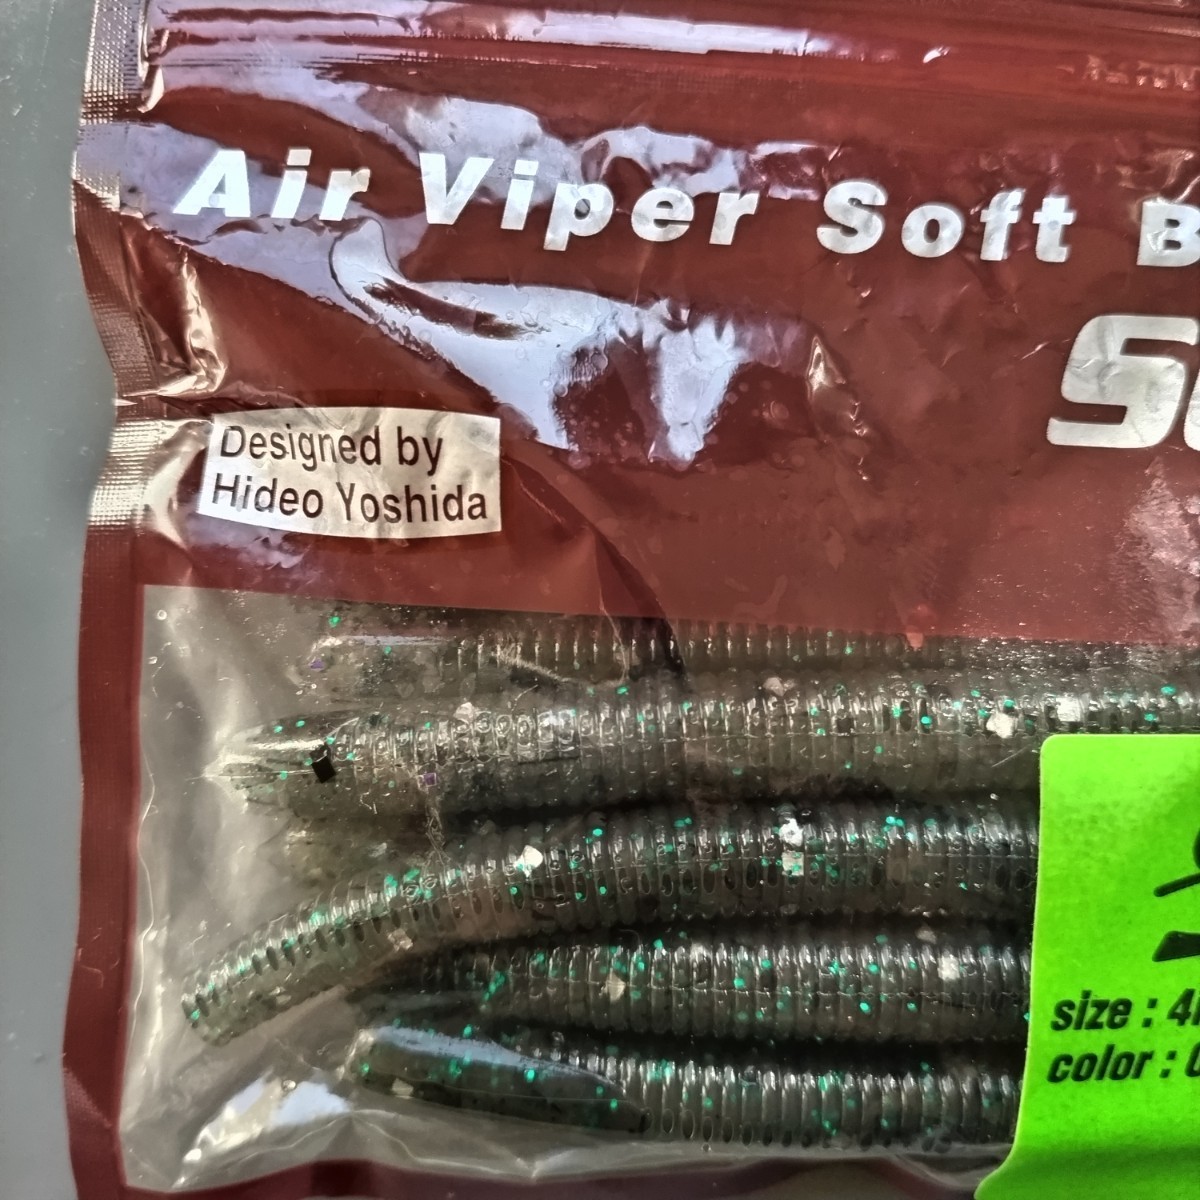 Air Viper Soft B
S
Designed by
Hideo Yoshida
size : 4
color :